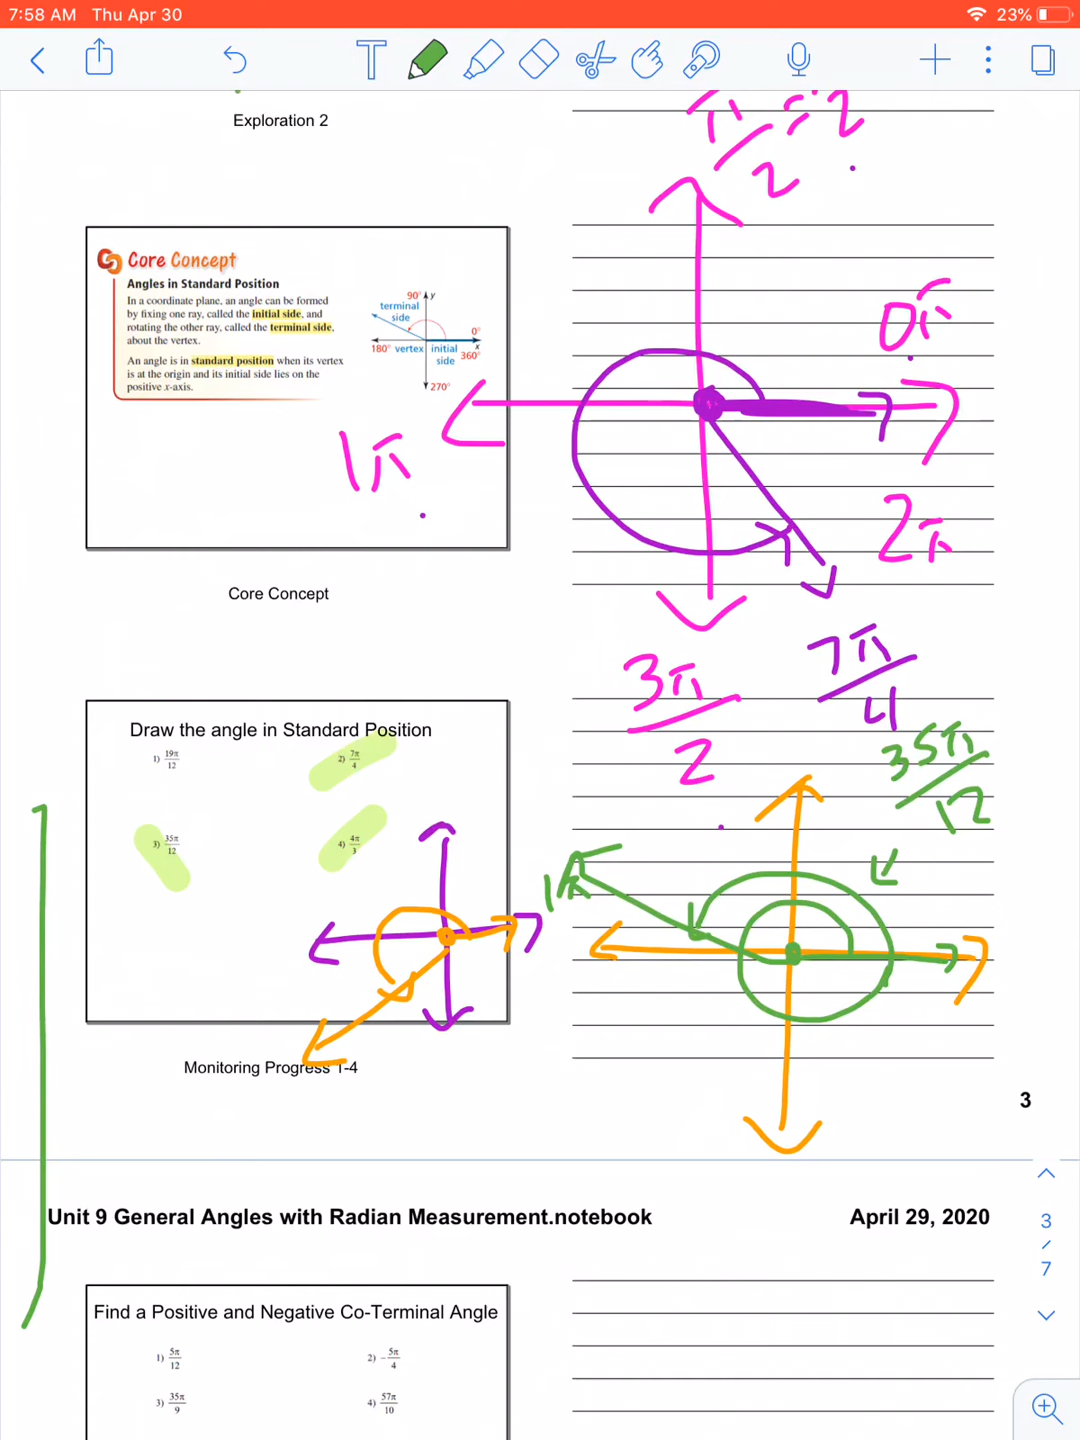 7:58 AM Thu Apr 30
23%
T
Exploration 2
π/2 = 2
Core Concept
Angles in Standard Position
In a coordinate plane, an angle can be formed
by fixing one ray, called the initial side, and
rotating the other ray, called the terminal side,
about the vertex.
An angle is in standard position when its vertex
is at the origin and its initial side lies on the
positive x-axis.
90° y
terminal
side
0°
180° vertex initial x
side 360°
270°
0π
1π
2π
Core Concept
3π/2
7π/4
35π/12
Draw the angle in Standard Position
1) 19π/12 2) 7π/4
3) 35π/12 4) 4π/3
1π
Monitoring Progress 1-4
3
Unit 9 General Angles with Radian Measurement.notebook April 29, 2020
3
/
7
Find a Positive and Negative Co-Terminal Angle
1) 5π/12 2) -5π/4
3) 35π/9 4) 57π/10